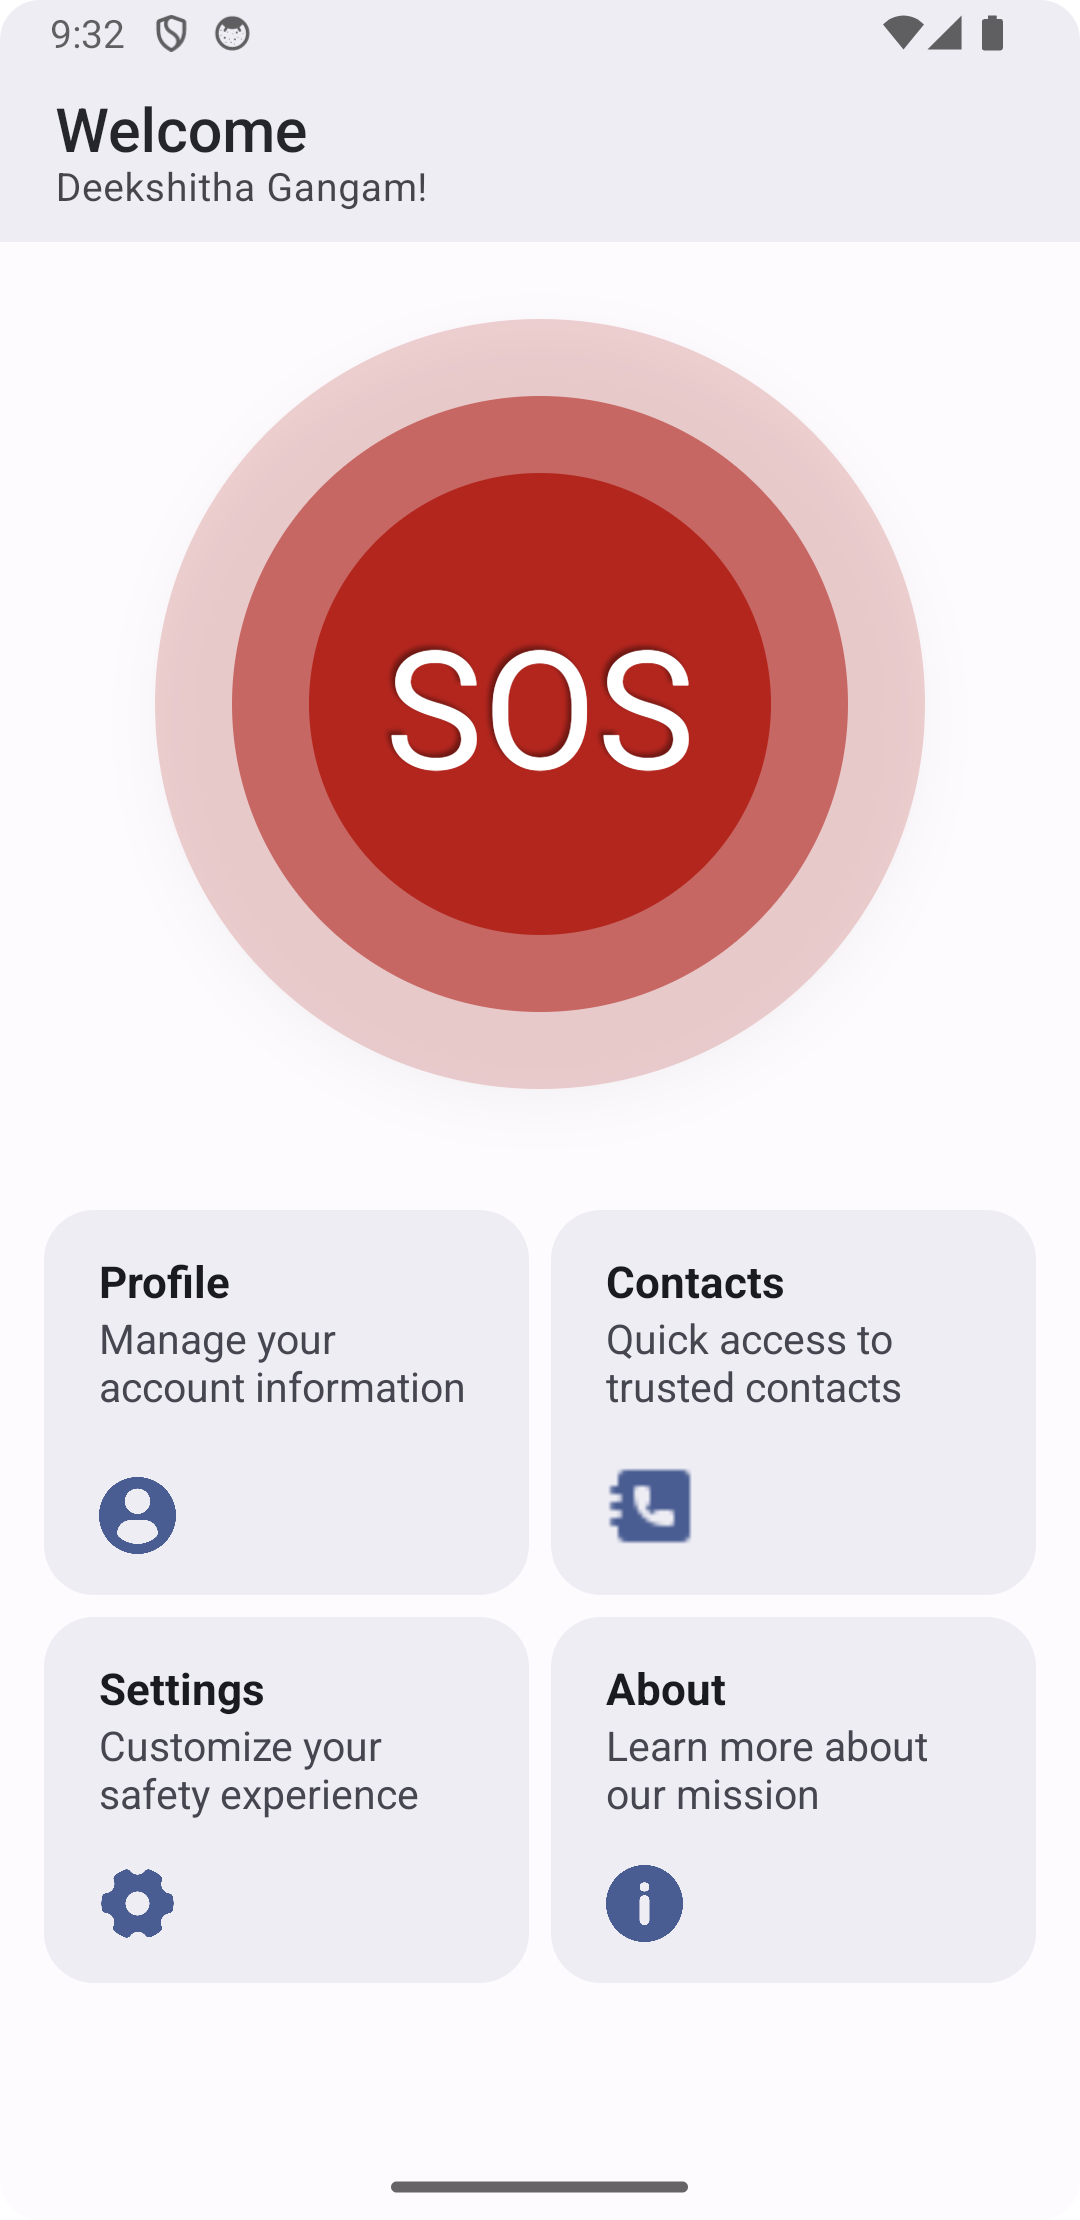 9:32
Welcome
Deekshitha Gangam!
SOS
Profile
Manage your
account information
Contacts
Quick access to
trusted contacts
Settings
Customize your
safety experience
About
Learn more about
our mission